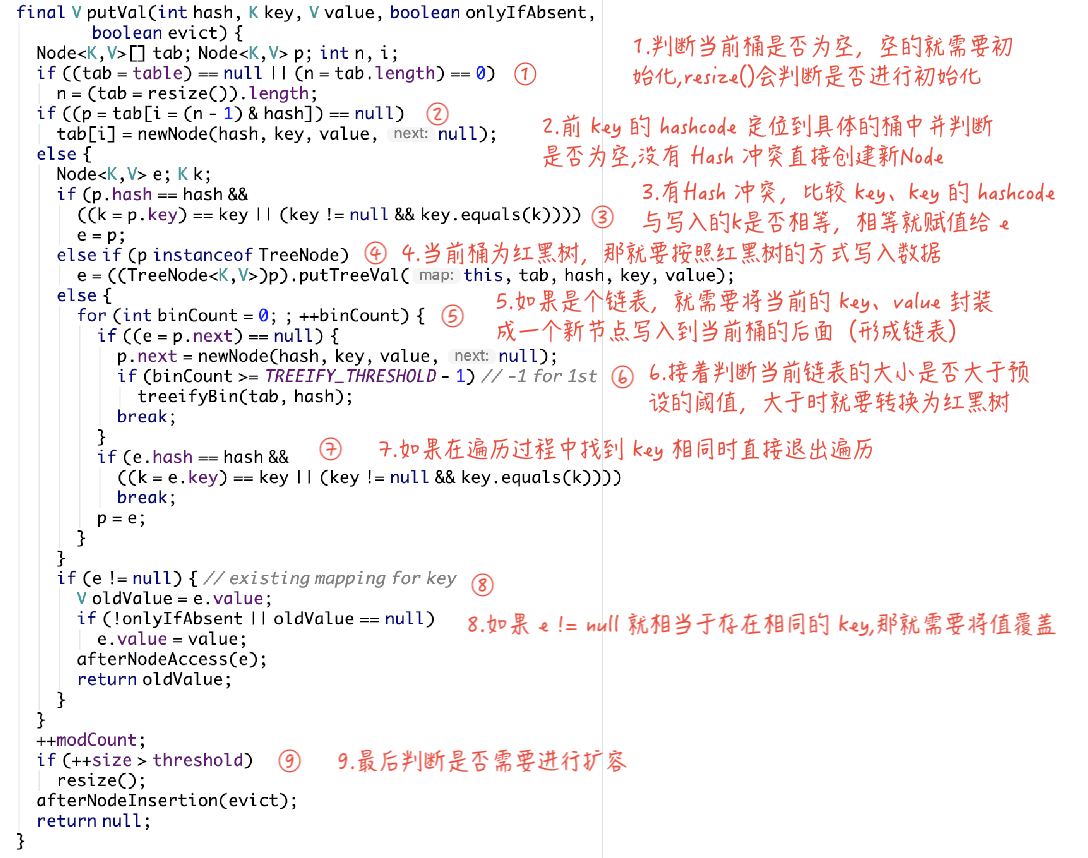 final V putVal(int hash, K key, V value, boolean onlyIfAbsent,
boolean evict) {
Node<K,V>[] tab; Node<K,V> p; int n, i;
if ((tab = table) == null || (n = tab.length) == 0) ①
n = (tab = resize()).length;
1.判断当前桶是否为空，空的就需要初
始化,resize()会判断是否进行初始化
if ((p = tab[i = (n - 1) & hash]) == null) ②
tab[i] = newNode(hash, key, value, next: null);
2.前 key 的 hashcode 定位到具体的桶中并判断
是否为空,没有 Hash 冲突直接创建新Node
else {
Node<K,V> e; K k;
if (p.hash == hash &&
((k = p.key) == key || (key != null && key.equals(k)))) ③
e = p;
3.有Hash 冲突，比较 key、key 的 hashcode
与写入的k是否相等，相等就赋值给 e
else if (p instanceof TreeNode) ④ 4.当前桶为红黑树，那就要按照红黑树的方式写入数据
e = ((TreeNode<K,V>)p).putTreeVal( map: this, tab, hash, key, value);
else {
for (int binCount = 0; ; ++binCount) { ⑤
5.如果是个链表，就需要将当前的 key、value 封装
成一个新节点写入到当前桶的后面（形成链表）
if ((e = p.next) == null) {
p.next = newNode(hash, key, value, next: null);
if (binCount >= TREEIFY_THRESHOLD - 1) // -1 for 1st ⑥
treeifyBin(tab, hash);
6.接着判断当前链表的大小是否大于预
设的阈值，大于时就要转换为红黑树
break;
}
if (e.hash == hash && ⑦ 7.如果在遍历过程中找到 key 相同时直接退出遍历
((k = e.key) == key || (key != null && key.equals(k))))
break;
p = e;
}
}
if (e != null) { // existing mapping for key ⑧
V oldValue = e.value;
if (!onlyIfAbsent || oldValue == null)
8.如果 e != null 就相当于存在相同的 key,那就需要将值覆盖
e.value = value;
afterNodeAccess(e);
return oldValue;
}
}
++modCount;
if (++size > threshold) ⑨ 9.最后判断是否需要进行扩容
resize();
afterNodeInsertion(evict);
return null;
}